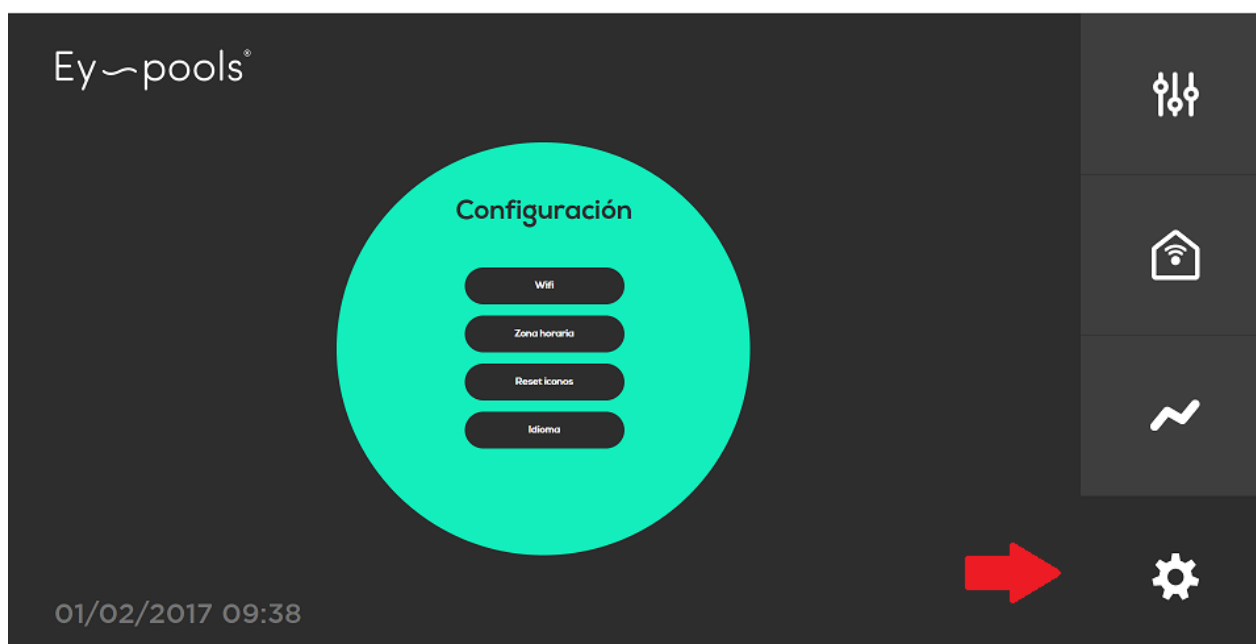 Ey-pools®
Configuración
Wifi
Zona horaria
Reset iconos
Idioma
01/02/2017 09:38